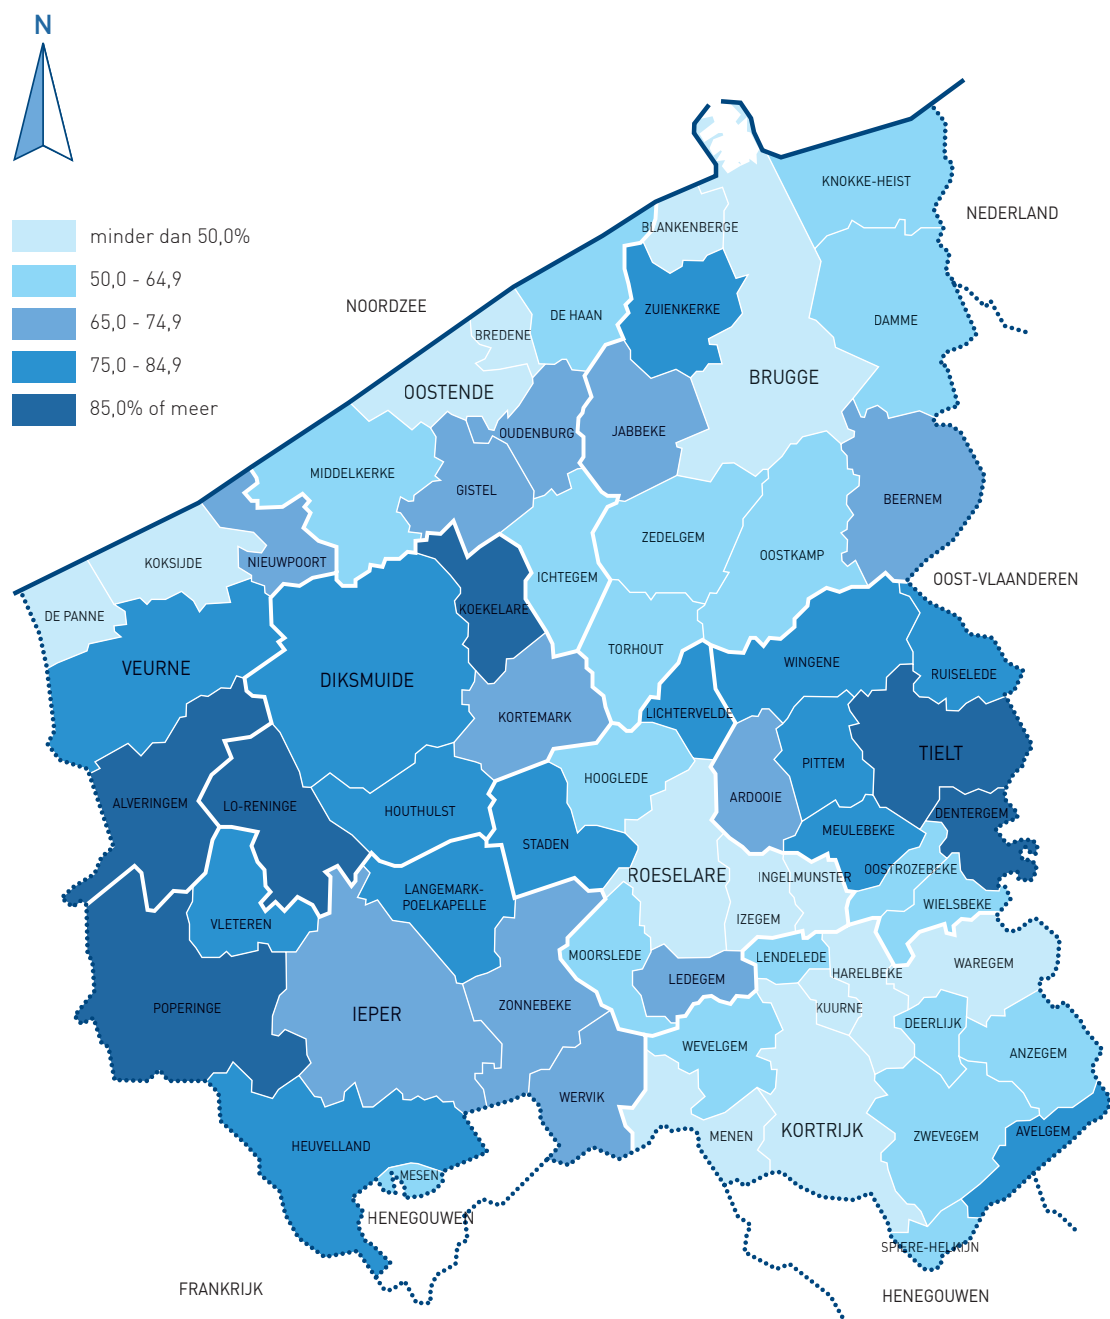 N
minder dan 50,0%
50,0 - 64,9
65,0 - 74,9
75,0 - 84,9
85,0% of meer
NOORDZEE
NEDERLAND
OOST-VLAANDEREN
FRANKRIJK
HENEGOUWEN
HENEGOUWEN
KNOKKE-HEIST
BLANKENBERGE
ZUIENKERKE
DE HAAN
DAMME
BREDENE
BRUGGE
OOSTENDE
OUDENBURG
JABBEKE
MIDDELKERKE
GISTEL
BEERNEM
ZEDELGEM
OOSTKAMP
KOKSIJDE
NIEUWPOORT
ICHTEGEM
KOEKELARE
DE PANNE
TORHOUT
VEURNE
DIKSMUIDE
WINGENE
RUISELEDE
KORTEMARK
LICHTERVELDE
TIELT
PITTEM
HOOGLEDE
ARDOOIE
ALVERINGEM
LO-RENINGE
HOUTHULST
DENTERGEM
MEULEBEKE
STADEN
OOSTROZEBEKE
ROESELARE
INGELMUNSTER
LANGEMARK-
POELKAPELLE
WIELSBEKE
VLETEREN
IZEGEM
MOORSLEDE
LENDELEDE
WAREGEM
HARELBEKE
LEDEGEM
POPERINGE
IEPER
ZONNEBEKE
KUURNE
DEERLIJK
WEVELGEM
ANZEGEM
WERVIK
MENEN
KORTRIJK
ZWEVEGEM
AVELGEM
HEUVELLAND
MESEN
SPIERE-HELKIJN